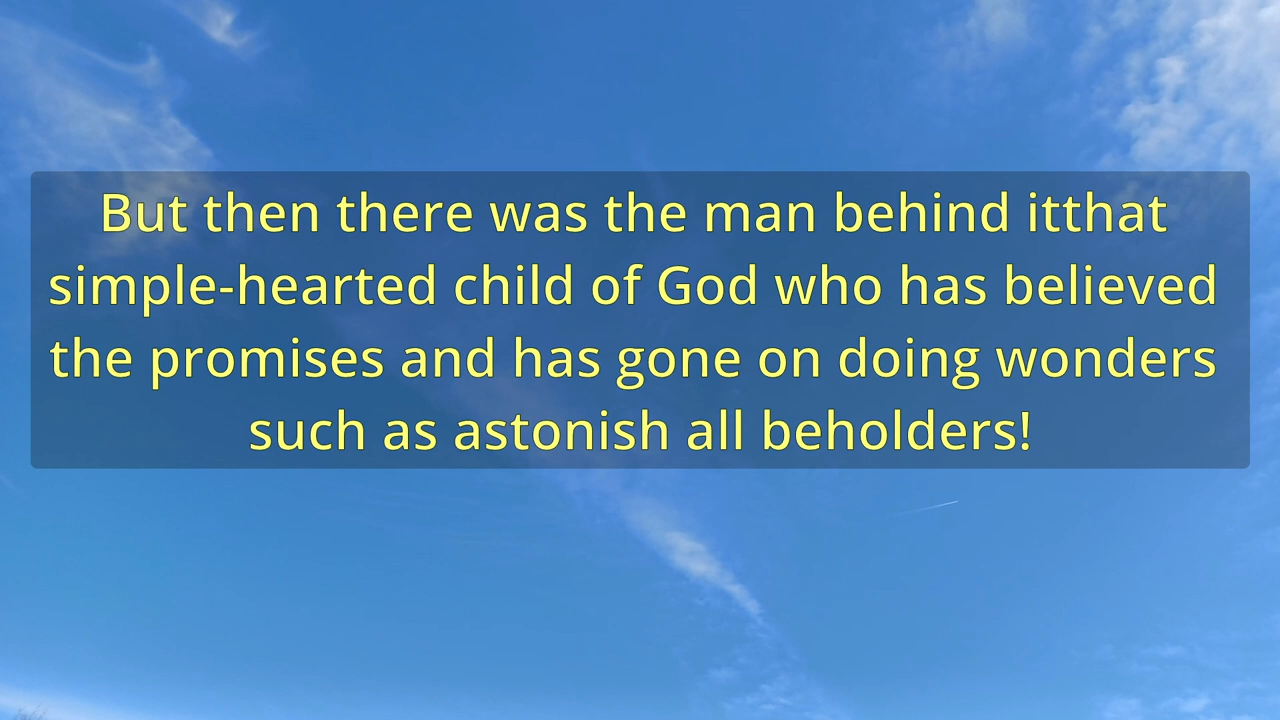 But then there was the man behind itthat
simple-hearted child of God who has believed
the promises and has gone on doing wonders
such as astonish all beholders!